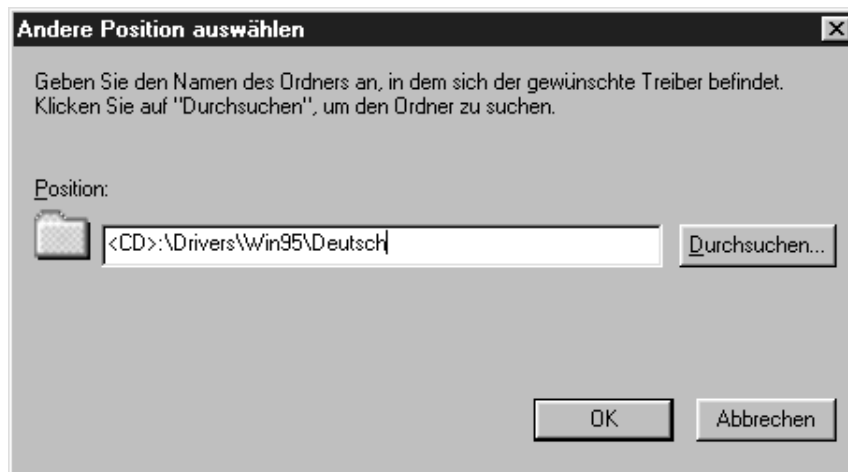 Andere Position auswählen
Geben Sie den Namen des Ordners an, in dem sich der gewünschte Treiber befindet.
Klicken Sie auf "Durchsuchen", um den Ordner zu suchen.
Position:
<CD>:\Drivers\Win95\Deutsch
Durchsuchen...
OK
Abbrechen